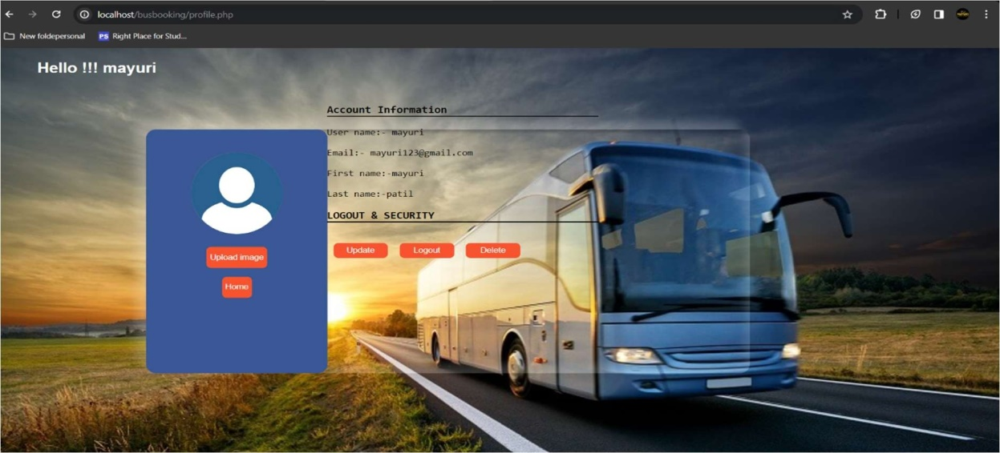 localhost/busbooking/profile.php
New foldepersonal
PS Right Place for Stud...
Hello !!! mayuri
Account Information
User name:- mayuri
Email:- mayuri123@gmail.com
First name:-mayuri
Last name:-patil
LOGOUT & SECURITY
Upload image
Update Logout Delete
Home